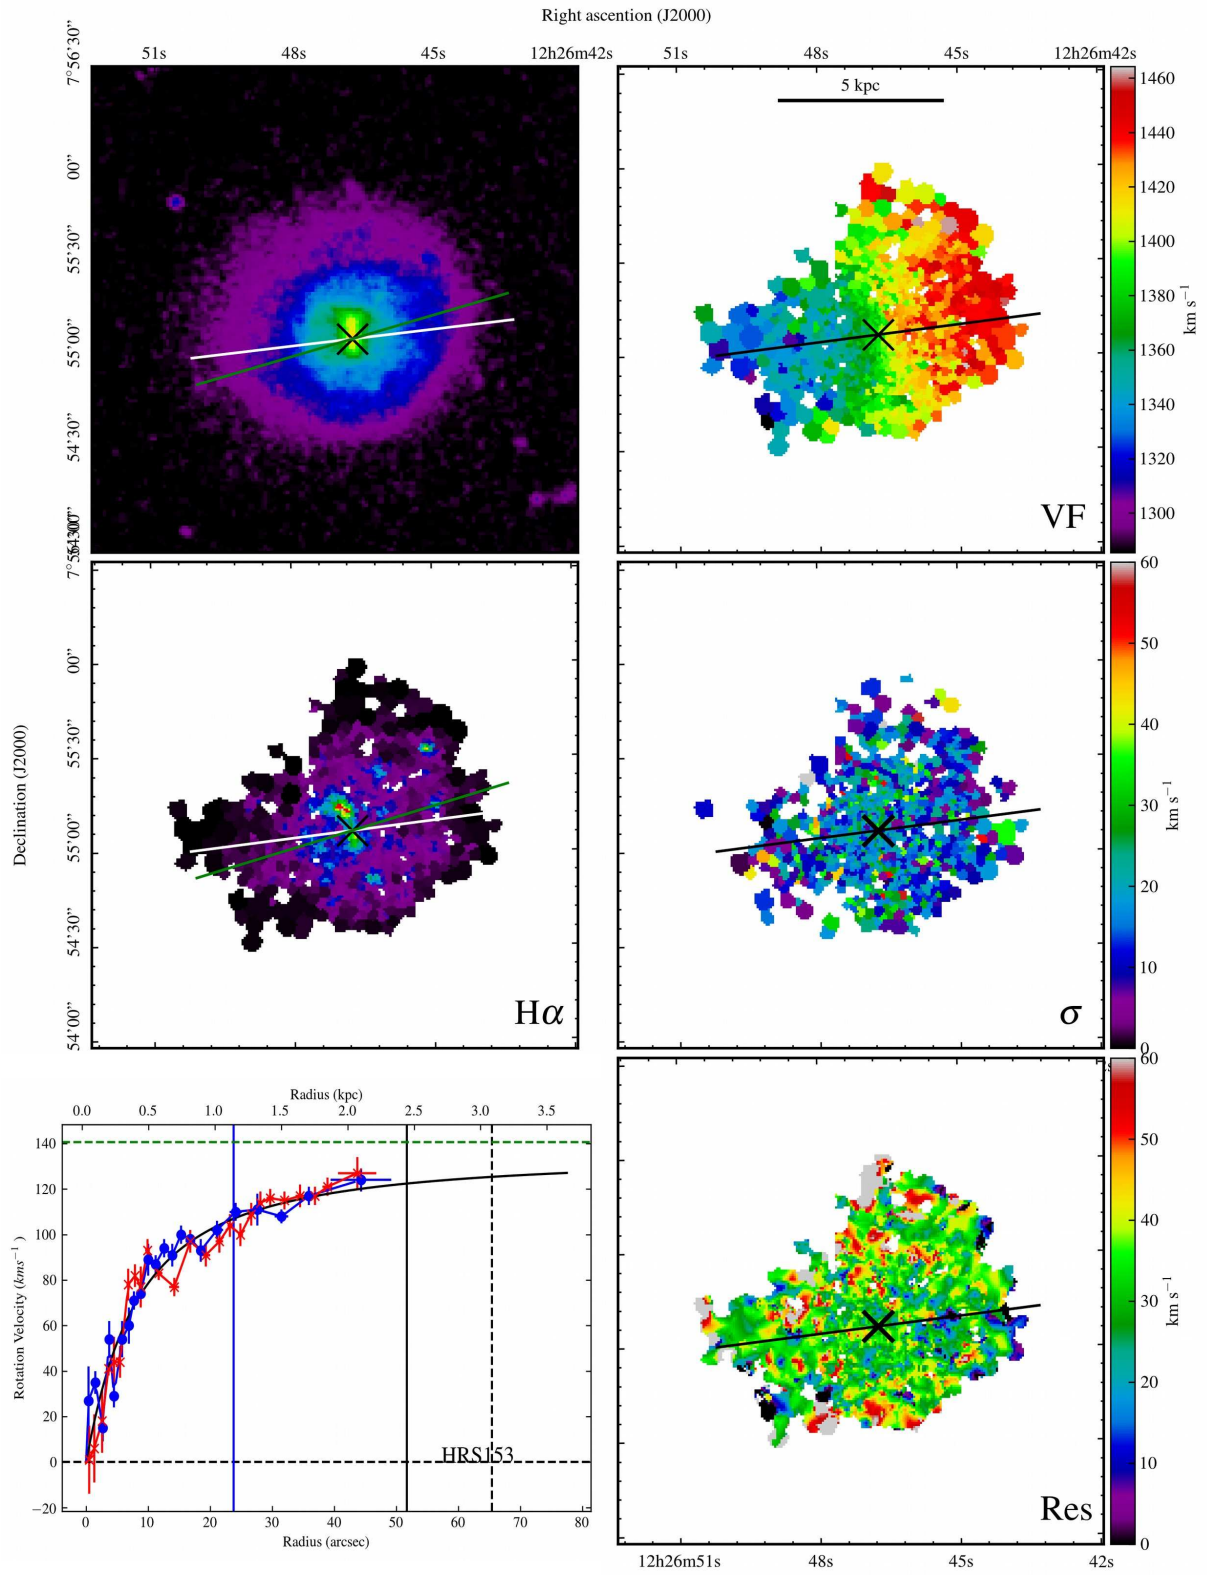 Right ascention (J2000)
51s 48s 45s 12h26m42s
51s 48s 45s 12h26m42s
7°56'30”
00”
55'30”
55'00”
54'30”
5 kpc
VF
1460
1440
1420
1400
1380
1360
1340
1320
1300
km s−1
Declination (J2000)
00”
55'30”
55'00”
54'30”
54'00”
Hα
σ
60
50
40
30
20
10
0
km s−1
Radius (kpc)
0.0 0.5 1.0 1.5 2.0 2.5 3.0 3.5
Rotation Velocity (kms−1 )
140
120
100
80
60
40
20
0
−20
HRS153
0 10 20 30 40 50 60 70 80
Radius (arcsec)
60
50
40
30
20
10
0
km s−1
Res
12h26m51s 48s 45s 42s